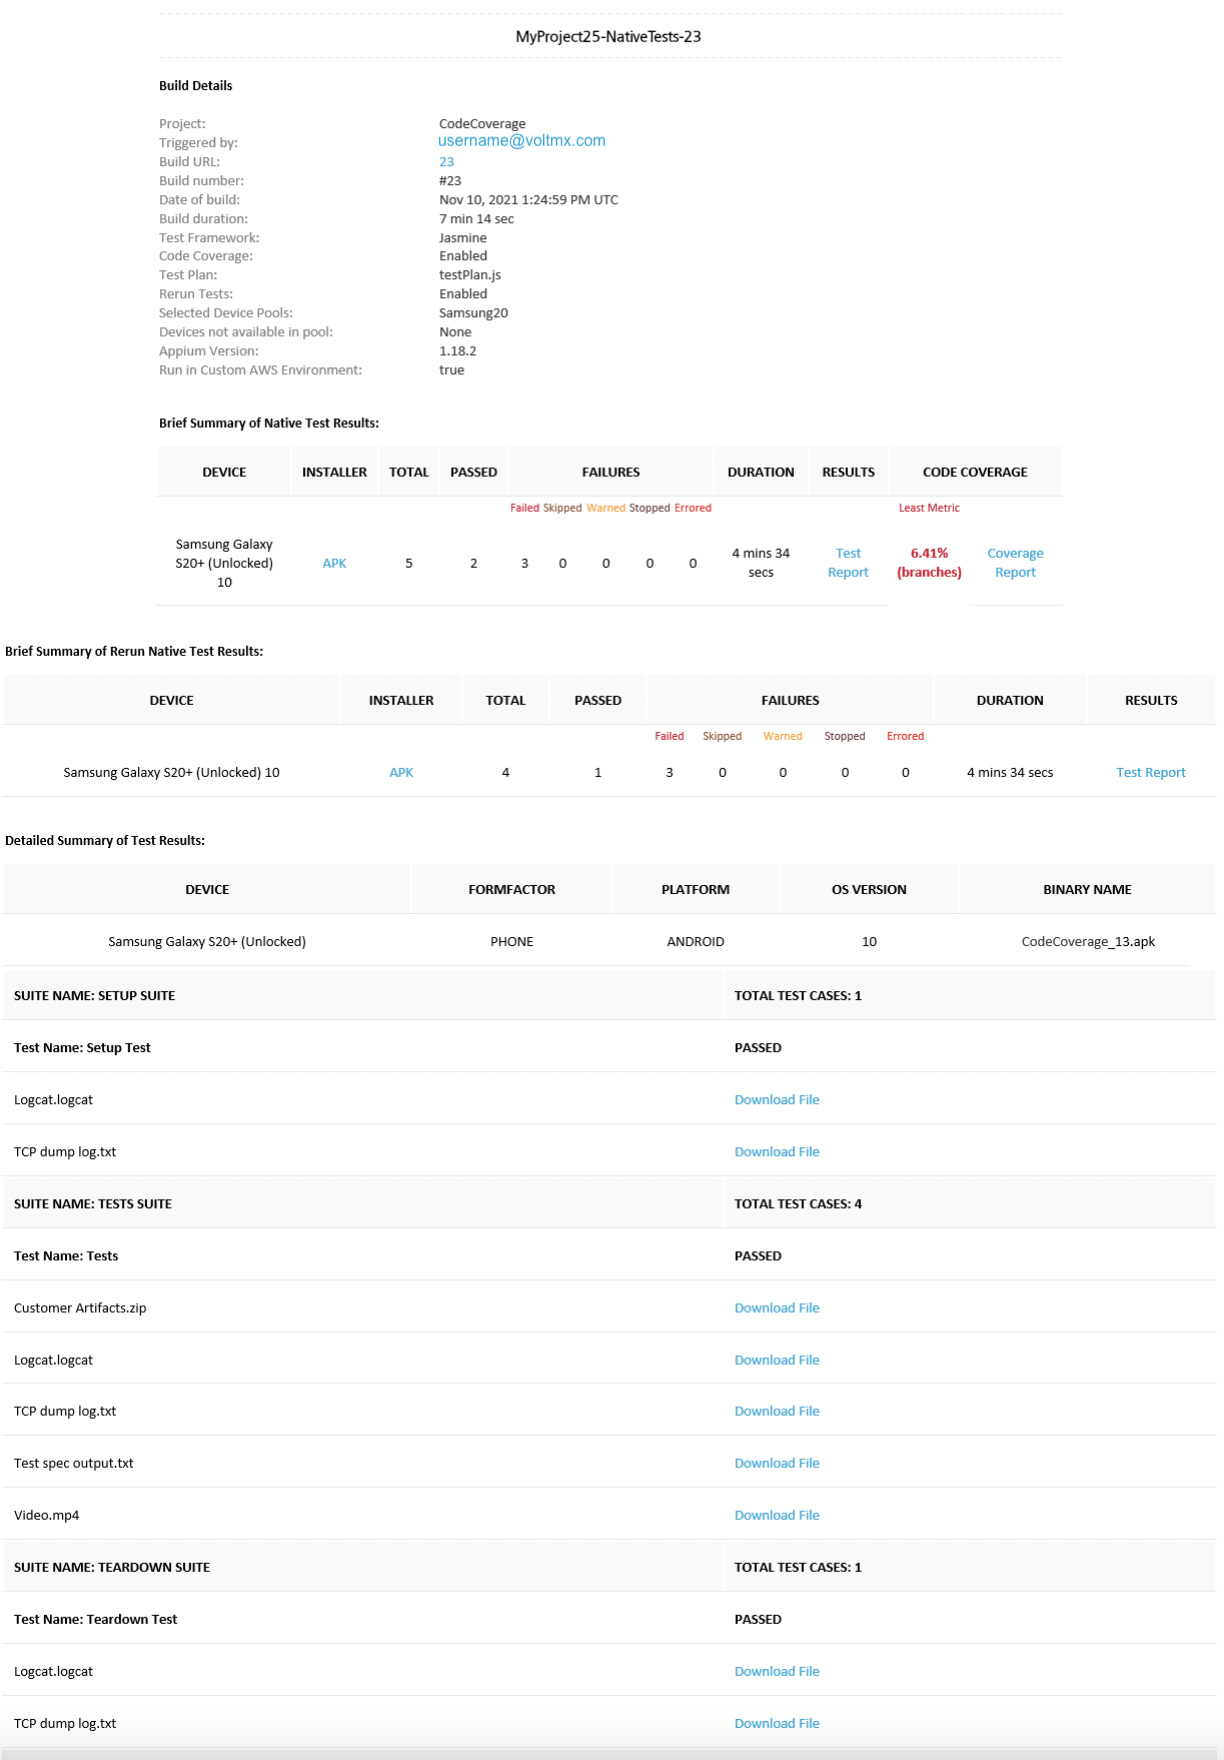 MyProject25-NativeTests-23
Build Details
Project: CodeCoverage
Triggered by: username@voltmx.com
Build URL: 23
Build number: #23
Date of build: Nov 10, 2021 1:24:59 PM UTC
Build duration: 7 min 14 sec
Test Framework: Jasmine
Code Coverage: Enabled
Test Plan: testPlan.js
Rerun Tests: Enabled
Selected Device Pools: Samsung20
Devices not available in pool: None
Appium Version: 1.18.2
Run in Custom AWS Environment: true
Brief Summary of Native Test Results:
DEVICE INSTALLER TOTAL PASSED FAILURES DURATION RESULTS CODE COVERAGE
Failed Skipped Warned Stopped Errored Least Metric
Samsung Galaxy
S20+ (Unlocked)
10
APK 5 2 3 0 0 0 0
4 mins 34
secs
Test
Report
6.41%
(branches)
Coverage
Report
Brief Summary of Rerun Native Test Results:
DEVICE INSTALLER TOTAL PASSED FAILURES DURATION RESULTS
Failed Skipped Warned Stopped Errored
Samsung Galaxy S20+ (Unlocked) 10 APK 4 1 3 0 0 0 0 4 mins 34 secs Test Report
Detailed Summary of Test Results:
DEVICE FORMFACTOR PLATFORM OS VERSION BINARY NAME
Samsung Galaxy S20+ (Unlocked) PHONE ANDROID 10 CodeCoverage_13.apk
SUITE NAME: SETUP SUITE TOTAL TEST CASES: 1
Test Name: Setup Test PASSED
Logcat.logcat Download File
TCP dump log.txt Download File
SUITE NAME: TESTS SUITE TOTAL TEST CASES: 4
Test Name: Tests PASSED
Customer Artifacts.zip Download File
Logcat.logcat Download File
TCP dump log.txt Download File
Test spec output.txt Download File
Video.mp4 Download File
SUITE NAME: TEARDOWN SUITE TOTAL TEST CASES: 1
Test Name: Teardown Test PASSED
Logcat.logcat Download File
TCP dump log.txt Download File